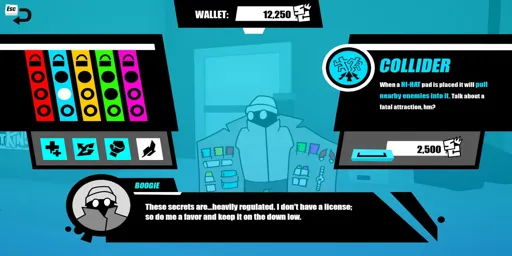 Esc
WALLET: 12,250
COLLIDER
When a HI-HAT pad is placed it will pull
nearby enemies into it. Talk about a
fatal attraction, hm?
2,500
BOOGIE
These secrets are...heavily regulated. I don't have a license;
so do me a favor and keep it on the down low.